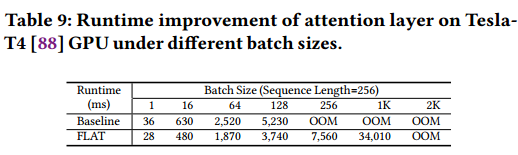 Table 9: Runtime improvement of attention layer on Tesla-
T4 [88] GPU under different batch sizes.
Runtime Batch Size (Sequence Length=256)
(ms) 1 16 64 128 256 1K 2K
Baseline 36 630 2,520 5,230 OOM OOM OOM
FLAT 28 480 1,870 3,740 7,560 34,010 OOM